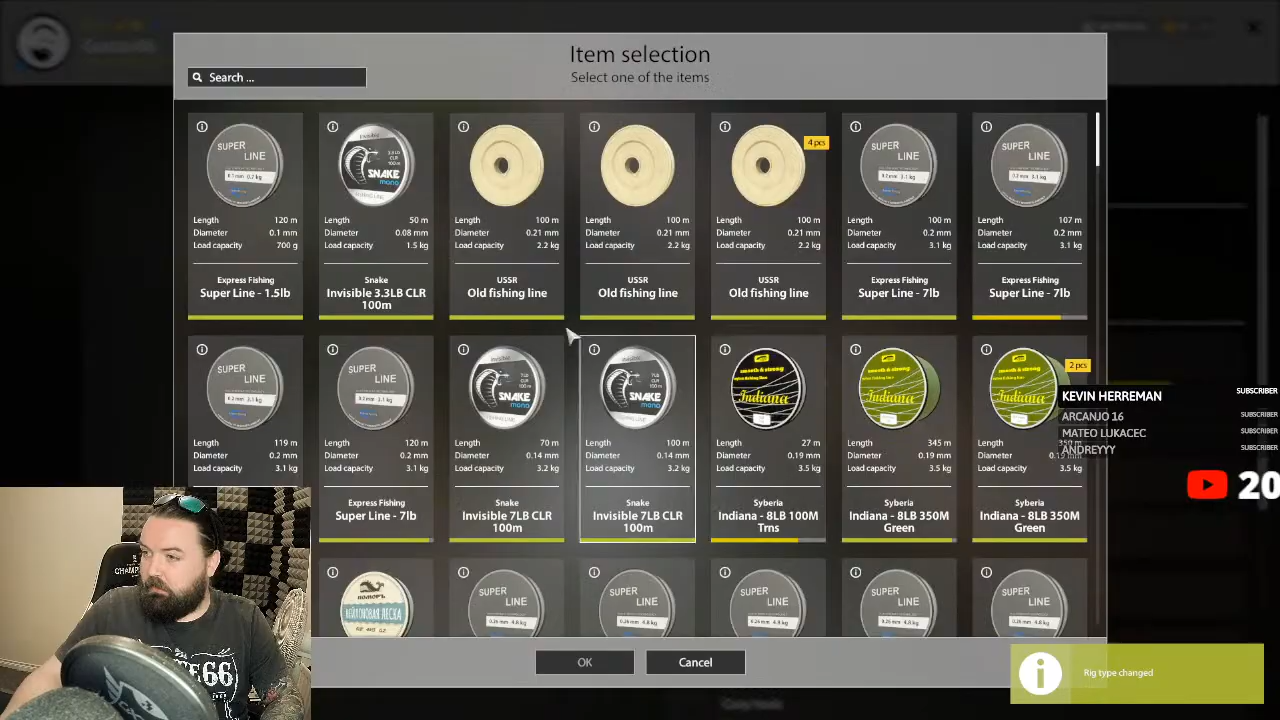 Item selection
Search ...
Select one of the items
SUPER LINE
SNAKE mono
4 pcs
SUPER LINE
SUPER LINE
Length 120 m
Diameter 0.1 mm
Load capacity 700 g
Express Fishing
Super Line - 1.5lb
Length 50 m
Diameter 0.08 mm
Load capacity 1.5 kg
Snake
Invisible 3.3LB CLR
100m
Length 100 m
Diameter 0.21 mm
Load capacity 2.2 kg
USSR
Old fishing line
Length 100 m
Diameter 0.21 mm
Load capacity 2.2 kg
USSR
Old fishing line
Length 100 m
Diameter 0.21 mm
Load capacity 2.2 kg
USSR
Old fishing line
Length 100 m
Diameter 0.2 mm
Load capacity 3.1 kg
Express Fishing
Super Line - 7lb
Length 107 m
Diameter 0.2 mm
Load capacity 3.1 kg
Express Fishing
Super Line - 7lb
SUPER LINE
SUPER LINE
SNAKE mono
SNAKE mono
Indiana
Indiana
Indiana
2 pcs
Length 119 m
Diameter 0.2 mm
Load capacity 3.1 kg
Length 120 m
Diameter 0.2 mm
Load capacity 3.1 kg
Express Fishing
Super Line - 7lb
Length 70 m
Diameter 0.14 mm
Load capacity 3.2 kg
Snake
Invisible 7LB CLR
100m
Length 100 m
Diameter 0.14 mm
Load capacity 3.2 kg
Snake
Invisible 7LB CLR
100m
Length 27 m
Diameter 0.19 mm
Load capacity 3.5 kg
Syberia
Indiana - 8LB 100M
Trns
Length 345 m
Diameter 0.19 mm
Load capacity 3.5 kg
Syberia
Indiana - 8LB 350M
Green
Length
Diameter
Load capacity 3.5 kg
Syberia
Indiana - 8LB 350M
Green
KEVIN HERREMAN SUBSCRIBER
ARCANJO 16 SUBSCRIBER
MATEO LUKACEC SUBSCRIBER
ANDREYYY SUBSCRIBER
20
ПОМОРЪ
SUPER LINE
SUPER LINE
SUPER LINE
SUPER LINE
SUPER LINE
OK
Cancel
Rig type changed